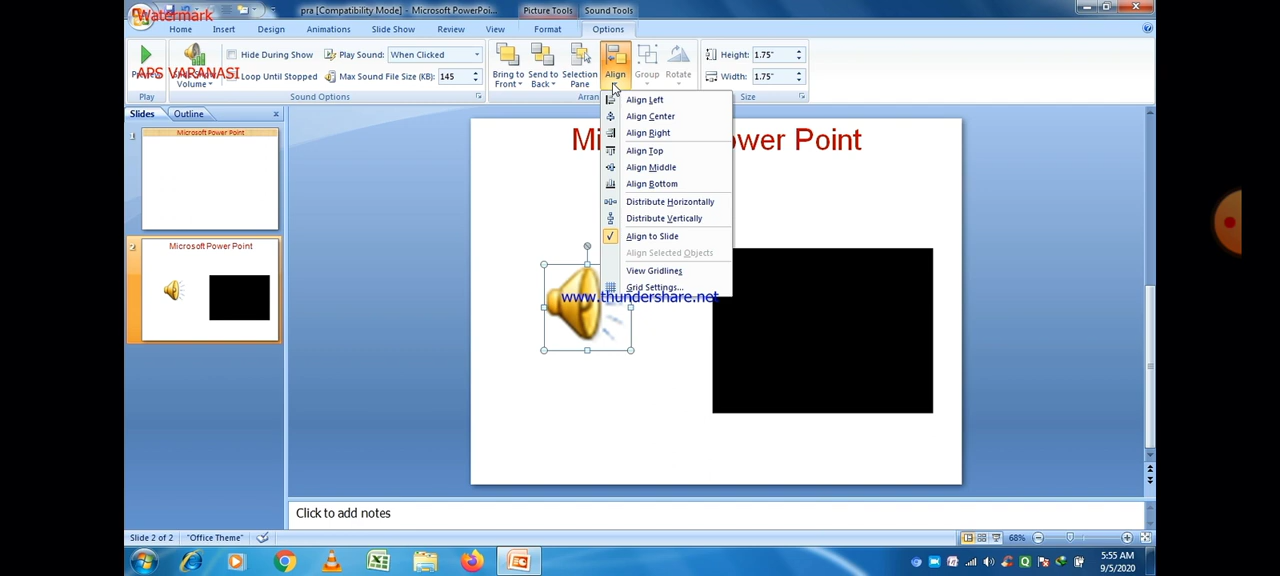 Watermark
pra [Compatibility Mode] - Microsoft PowerPoi...
Picture Tools
Sound Tools
Home
Insert
Design
Animations
Slide Show
Review
View
Format
Options
ARS VARANASI
Hide During Show
Play Sound:
When Clicked
Loop Until Stopped
Max Sound File Size (KB):
145
Volume
Play
Sound Options
Bring to Front
Send to Back
Selection Pane
Align
Group
Rotate
Height:
1.75"
Width:
1.75"
Size
Slides
Outline
1
Microsoft Power Point
2
Microsoft Power Point
Align Left
Align Center
Align Right
Align Top
Align Middle
Align Bottom
Distribute Horizontally
Distribute Vertically
Align to Slide
Align Selected Objects
View Gridlines
Grid Settings...
wer Point
www.thundershare.net
Click to add notes
Slide 2 of 2
"Office Theme"
68%
5:55 AM
9/5/2020